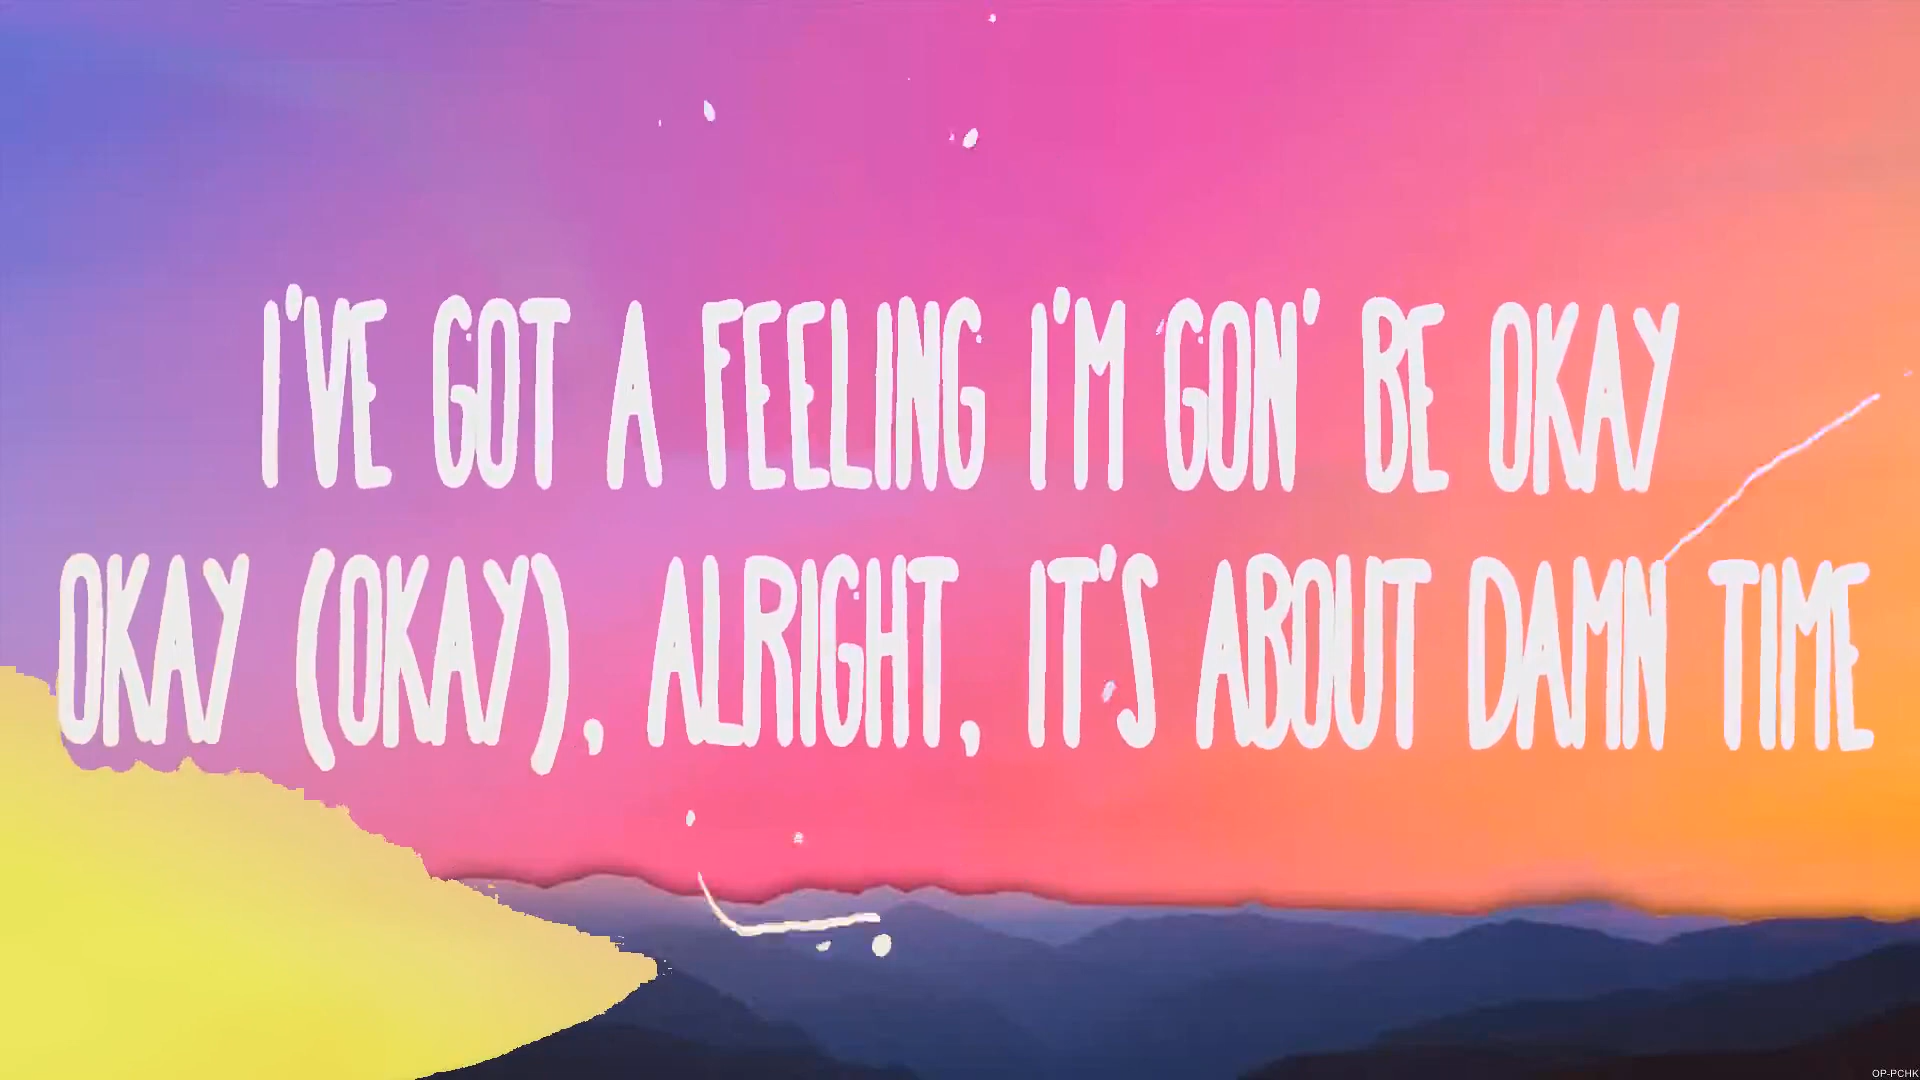 I'VE GOT A FEELING I'M GON' BE OKAY
OKAY (OKAY), ALRIGHT, IT'S ABOUT DAMN TIME
OP-PCHK